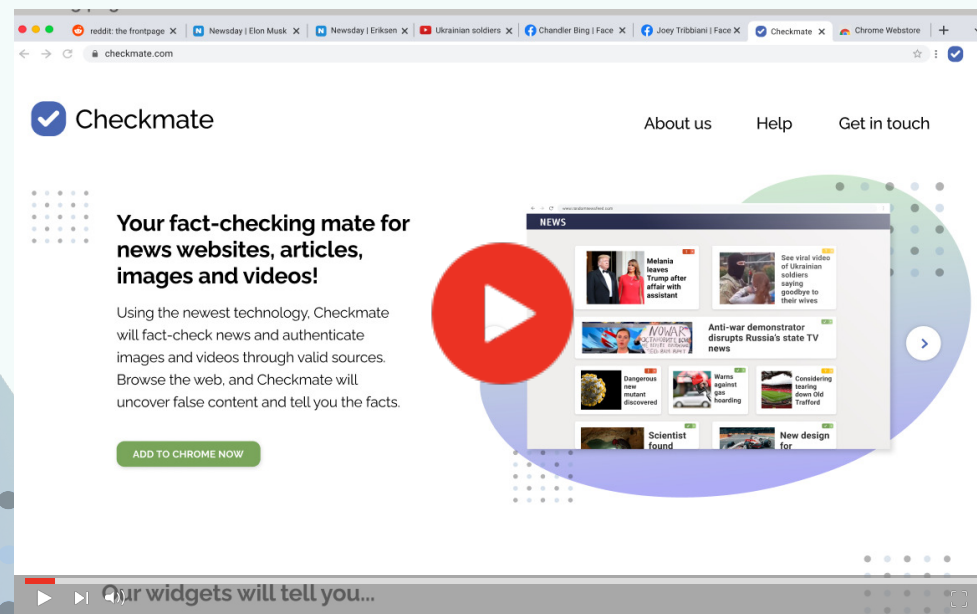 reddit: the frontpage
Newsday | Elon Musk
Newsday | Eriksen
Ukrainian soldiers
Chandler Bing | Face
Joey Tribbiani | Face
Checkmate
Chrome Webstore
checkmate.com
Checkmate
About us
Help
Get in touch
Your fact-checking mate for
news websites, articles,
images and videos!
Using the newest technology, Checkmate
will fact-check news and authenticate
images and videos through valid sources.
Browse the web, and Checkmate will
uncover false content and tell you the facts.
ADD TO CHROME NOW
NEWS
Melania
leaves
Trump after
affair with
assistant
See viral video
of Ukrainian
soldiers
saying
goodbye to
their wives
NO WAR
Anti-war demonstrator
disrupts Russia's state TV
news
Dangerous
new
mutant
discovered
Warns
against
gas
hoarding
Considering
tearing
down Old
Trafford
Scientist
found
New design
for
Our widgets will tell you...